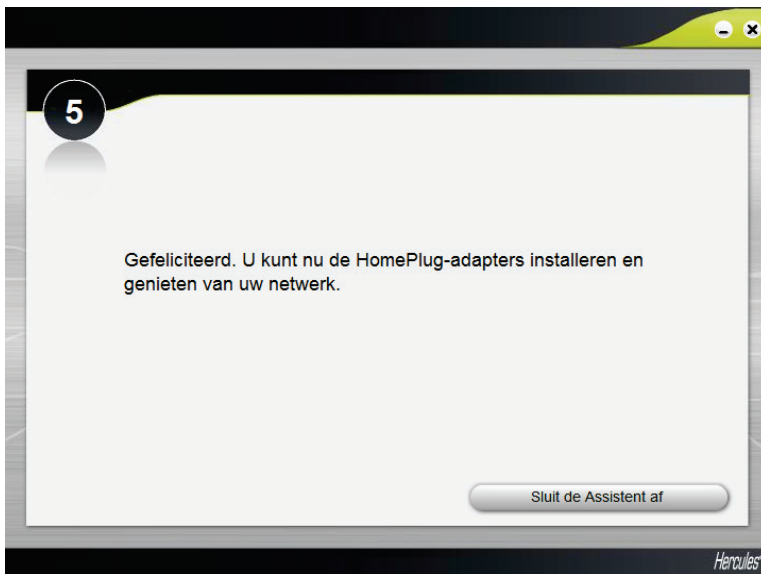 5
Gefeliciteerd. U kunt nu de HomePlug-adapters installeren en
genieten van uw netwerk.
Sluit de Assistent af
Hercules